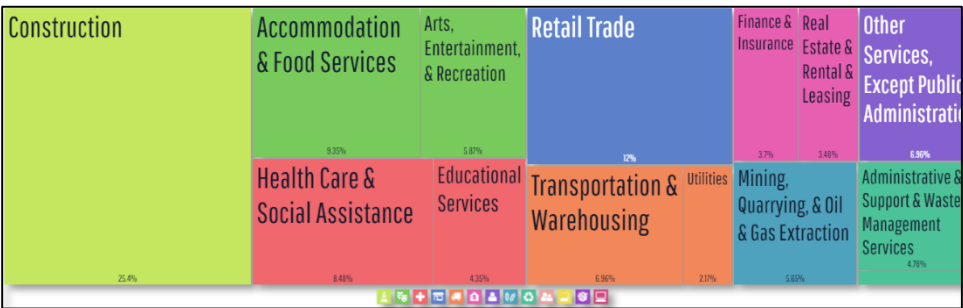 Construction
25.4%
Accommodation
& Food Services
9.35%
Arts,
Entertainment,
& Recreation
5.87%
Retail Trade
12%
Finance &
Insurance
3.7%
Real
Estate &
Rental &
Leasing
3.48%
Other
Services,
Except Public
Administratio
6.96%
Health Care &
Social Assistance
8.48%
Educational
Services
4.35%
Transportation &
Warehousing
6.96%
Utilities
2.17%
Mining,
Quarrying, & Oil
& Gas Extraction
5.65%
Administrative &
Support & Waste
Management
Services
4.78%